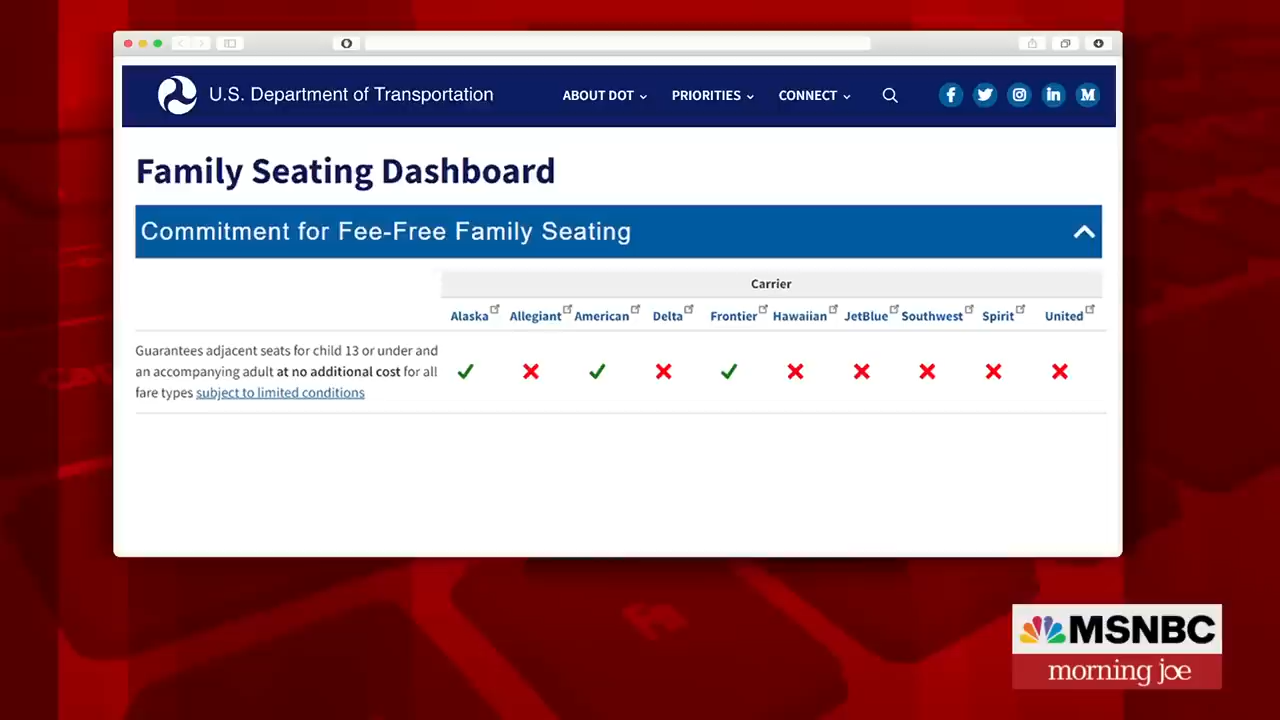 U.S. Department of Transportation
ABOUT DOT
PRIORITIES
CONNECT
Family Seating Dashboard
Commitment for Fee-Free Family Seating
Carrier
Alaska Allegiant American Delta Frontier Hawaiian JetBlue Southwest Spirit United
Guarantees adjacent seats for child 13 or under and
an accompanying adult at no additional cost for all
fare types subject to limited conditions
MSNBC
morning joe